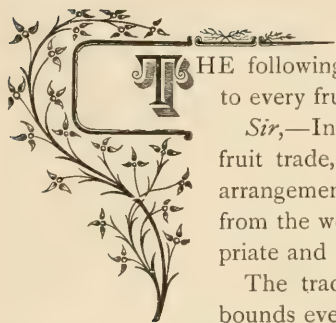 THE following
to every fru
Sir,—In
fruit trade,
arrangemen
from the w
priate and
The trad
bounds eve